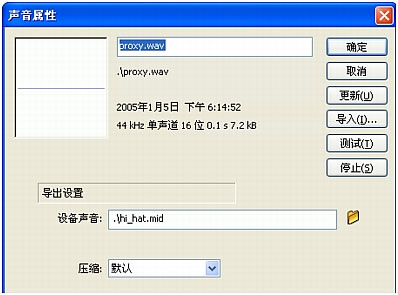 声音属性
proxy.wav
确定
.\proxy.wav
取消
更新(U)
2005年1月5日 下午 6:14:52
44 kHz 单声道 16 位 0.1 s 7.2 kB
导入(I)...
测试(T)
停止(S)
导出设置
设备声音: .\hi_hat.mid
压缩: 默认